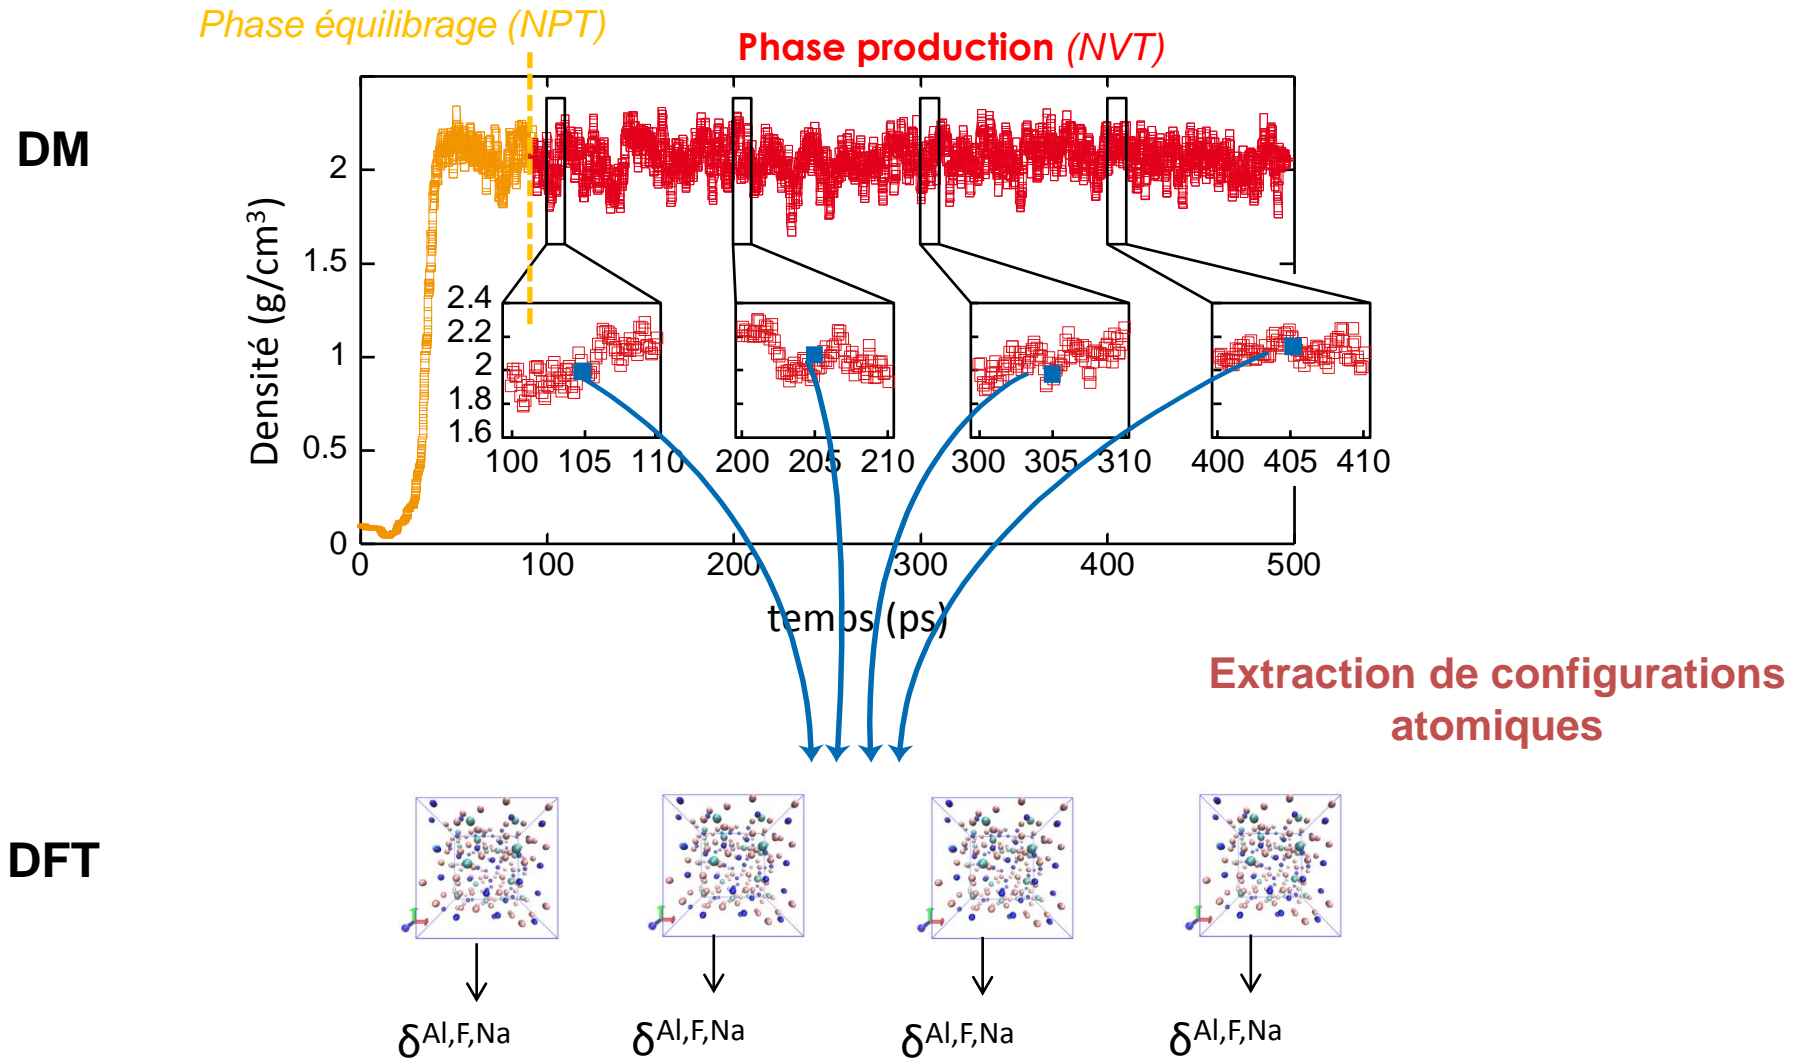 Phase équilibrage (NPT)
Phase production (NVT)
DM
Densité (g/cm3)
2
1.5
1
0.5
0
2.4
2.2
2
1.8
1.6
100 105 110
200 205 210
300 305 310
400 405 410
0 100 200 300 400 500
temps (ps)
Extraction de configurations
atomiques
DFT
δAl,F,Na δAl,F,Na δAl,F,Na δAl,F,Na